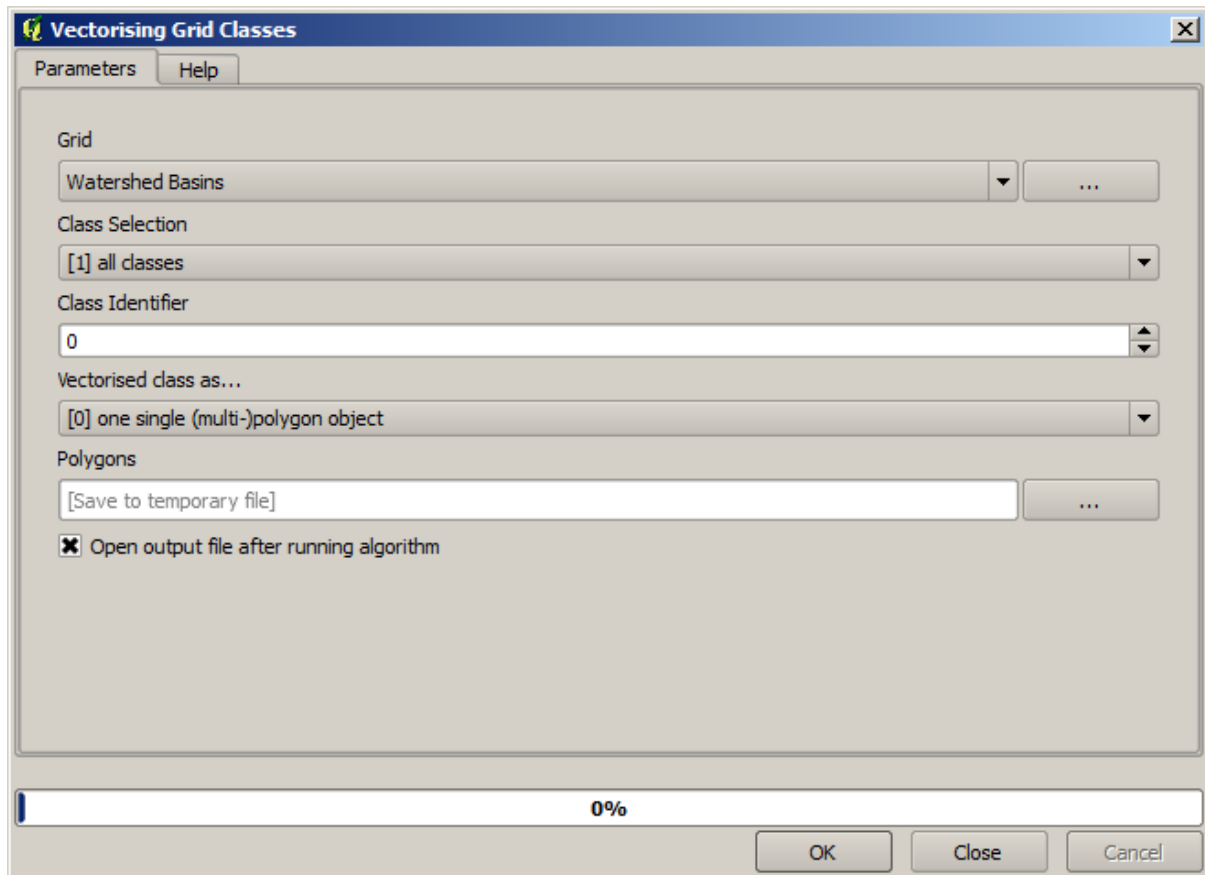 Vectorising Grid Classes
Parameters Help
Grid
Watershed Basins ...
Class Selection
[1] all classes
Class Identifier
0
Vectorised class as...
[0] one single (multi-)polygon object
Polygons
[Save to temporary file] ...
Open output file after running algorithm
0%
OK Close Cancel